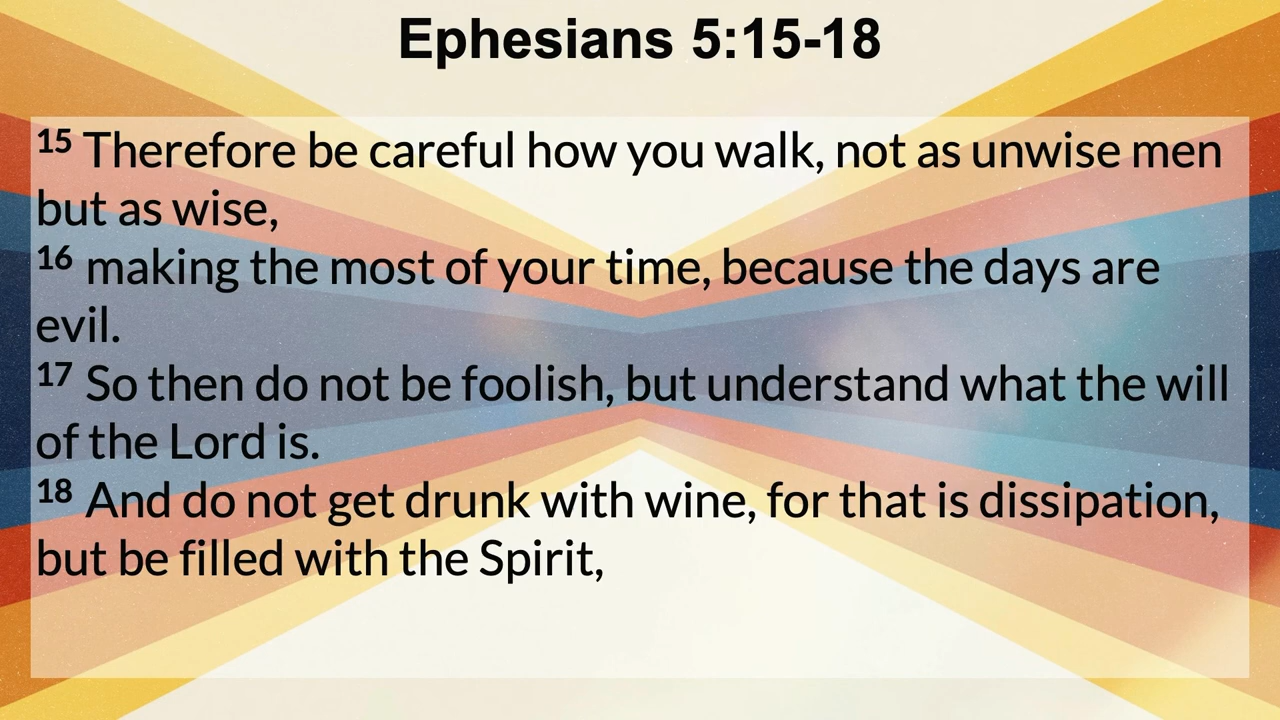 Ephesians 5:15-18
15 Therefore be careful how you walk, not as unwise men
but as wise,
16 making the most of your time, because the days are
evil.
17 So then do not be foolish, but understand what the will
of the Lord is.
18 And do not get drunk with wine, for that is dissipation,
but be filled with the Spirit,